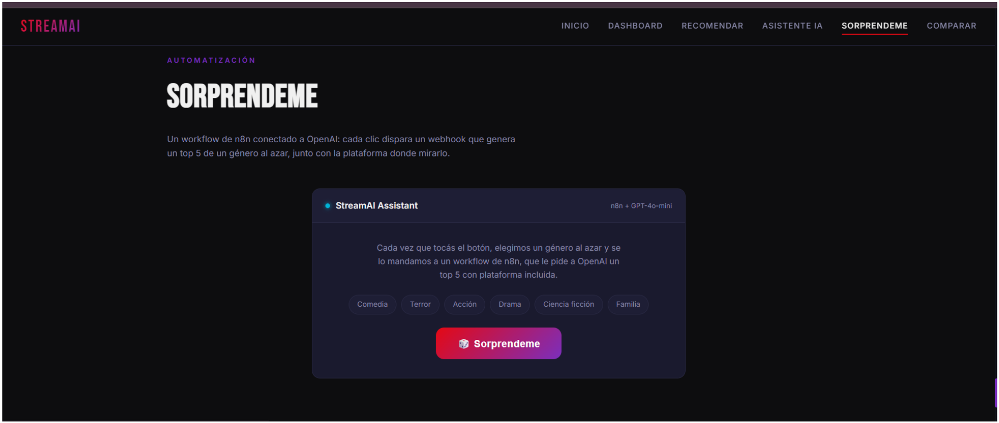 STREAMAI
INICIO
DASHBOARD
RECOMENDAR
ASISTENTE IA
SORPRENDEME
COMPARAR
AUTOMATIZACIÓN
SORPRENDEME
Un workflow de n8n conectado a OpenAI: cada clic dispara un webhook que genera
un top 5 de un género al azar, junto con la plataforma donde mirarlo.
StreamAI Assistant
n8n + GPT-4o-mini
Cada vez que tocás el botón, elegimos un género al azar y se
lo mandamos a un workflow de n8n, que le pide a OpenAI un
top 5 con plataforma incluida.
Comedia
Terror
Acción
Drama
Ciencia ficción
Familia
Sorprendeme